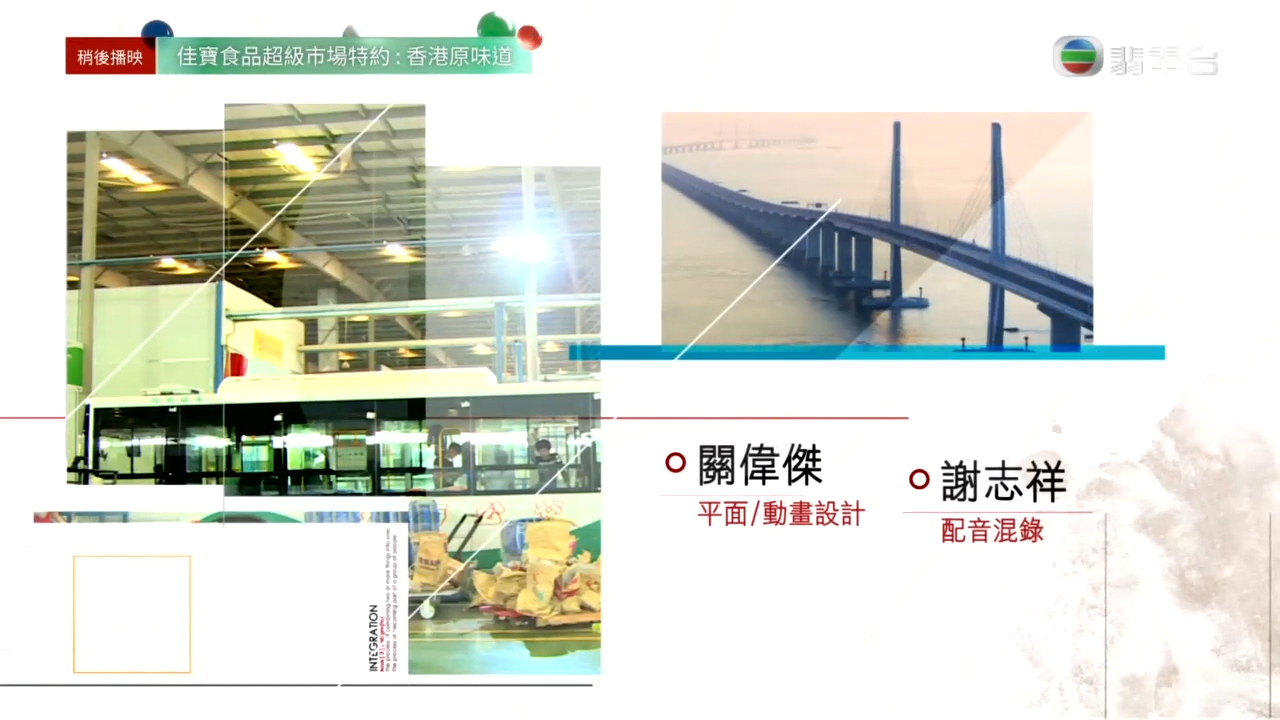 稍後播映
佳寶食品超級市場特約 : 香港原味道
翡翠台
關偉傑
平面/動畫設計
謝志祥
配音混錄
INTEGRATION